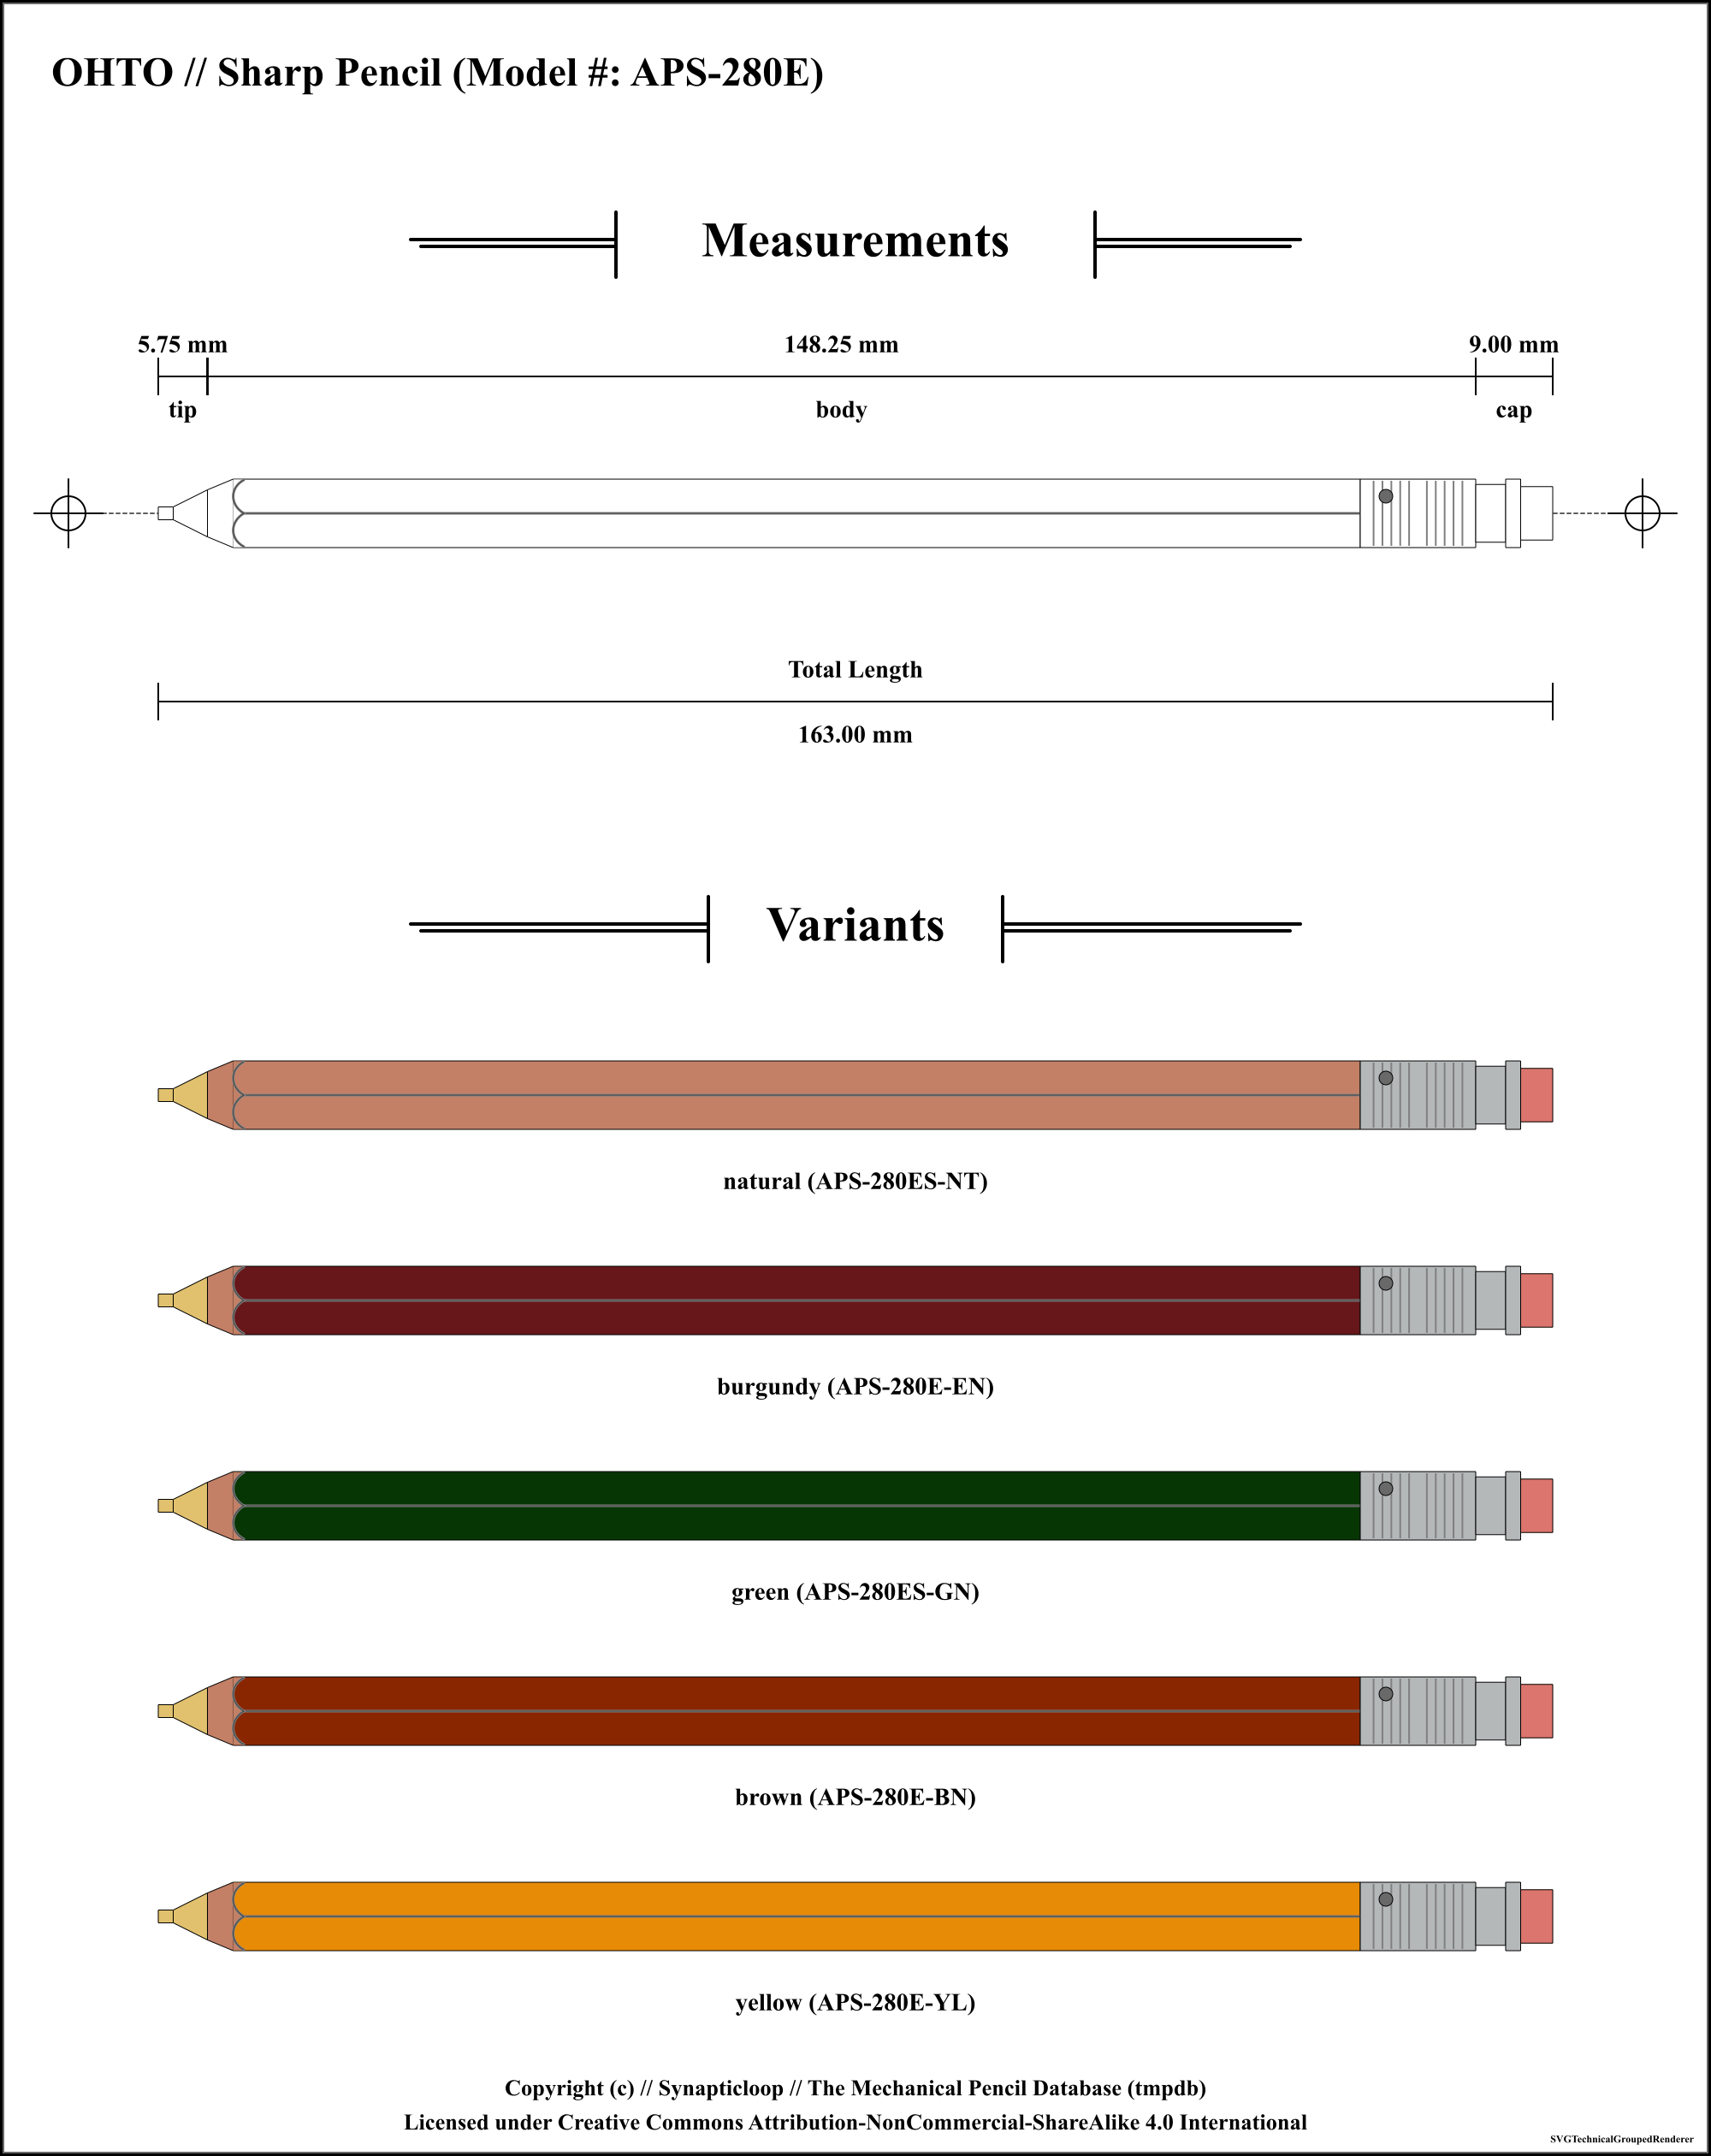 OHTO // Sharp Pencil (Model #: APS-280E)
Measurements
5.75 mm 148.25 mm 9.00 mm
tip body cap
Total Length
163.00 mm
Variants
natural (APS-280ES-NT)
burgundy (APS-280E-EN)
green (APS-280ES-GN)
brown (APS-280E-BN)
yellow (APS-280E-YL)
Copyright (c) // Synapticloop // The Mechanical Pencil Database (tmpdb)
Licensed under Creative Commons Attribution-NonCommercial-ShareAlike 4.0 International
SVGTechnicalGroupedRenderer